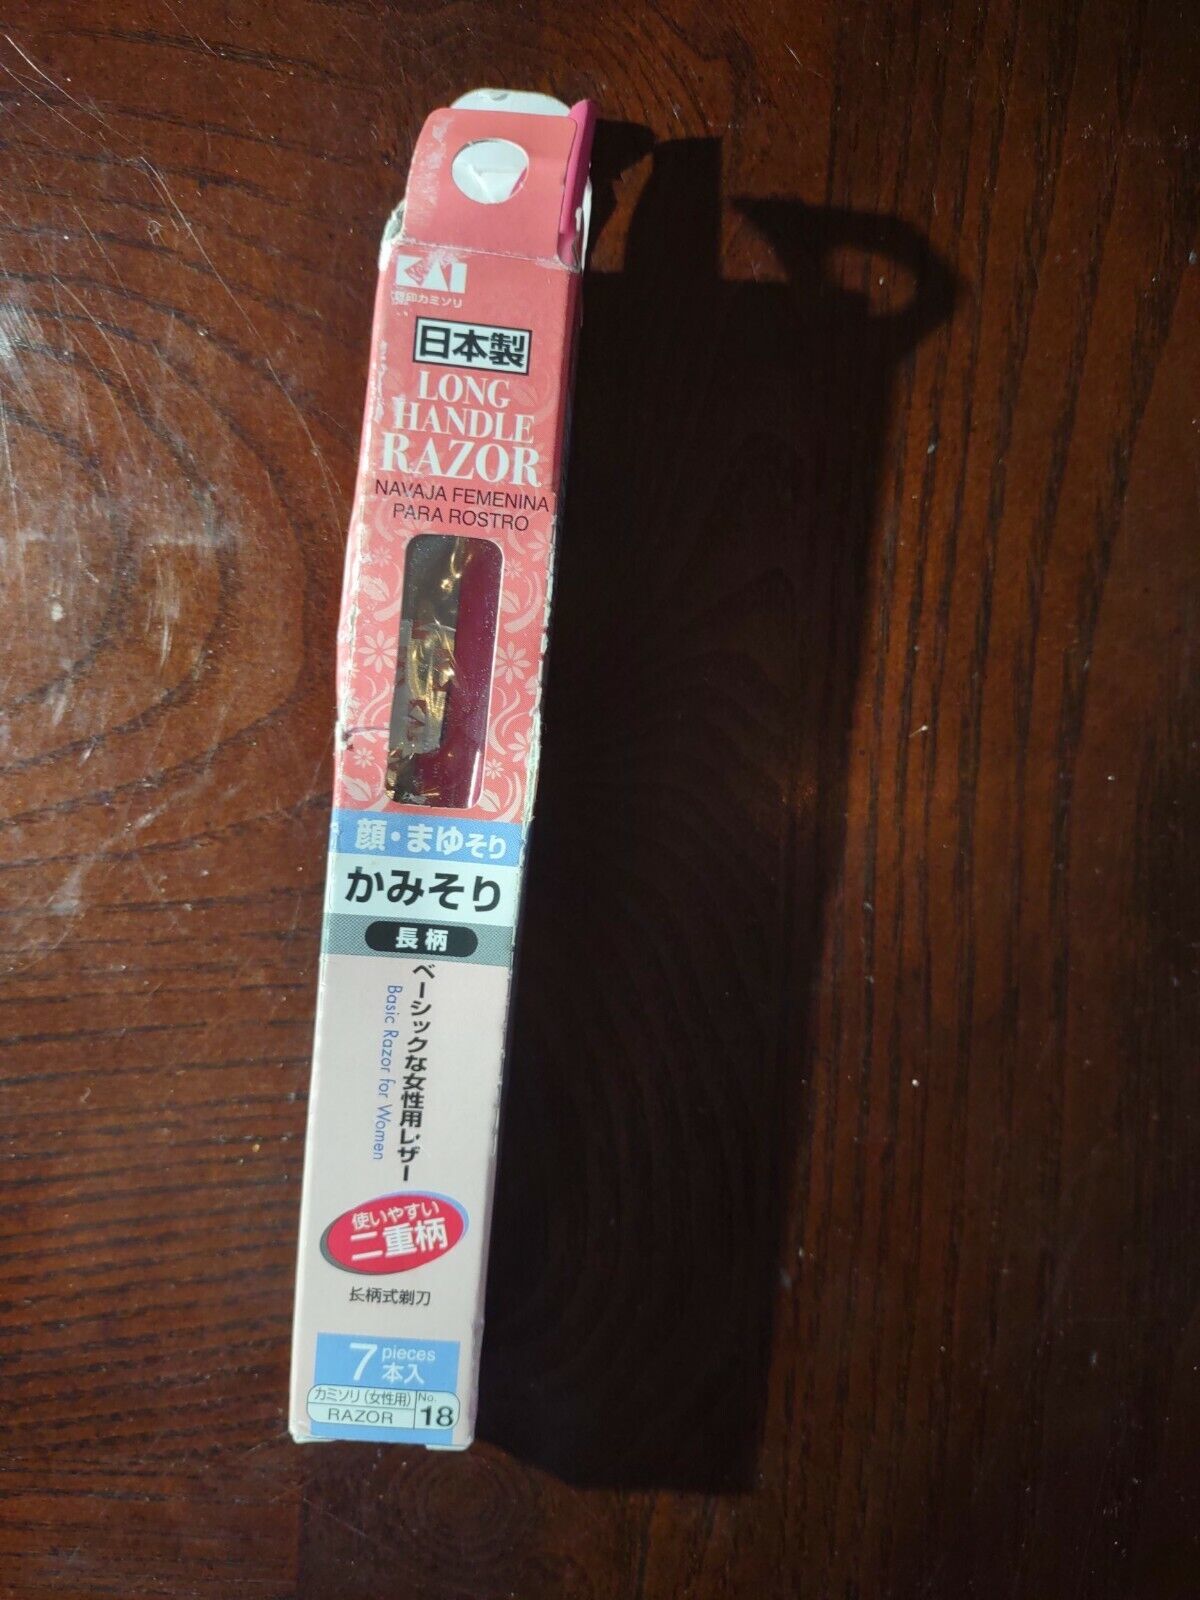 KAI
貝印カミソリ
日本製
LONG
HANDLE
RAZOR
NAVAJA FEMENINA
PARA ROSTRO
KAI
顔・まゆそり
かみそり
長柄
ベーシックな女性用レザー
Basic Razor for Women
使いやすい
二重柄
长柄式剃刀
7 pieces
本入
カミソリ(女性用)
RAZOR
No.
18